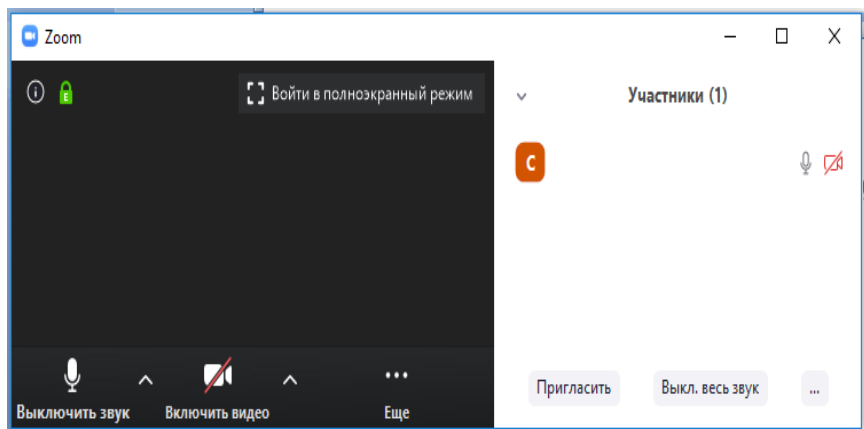 Zoom
E
Войти в полноэкранный режим
Участники (1)
C
Выключить звук
Включить видео
Еще
Пригласить
Выкл. весь звук
...